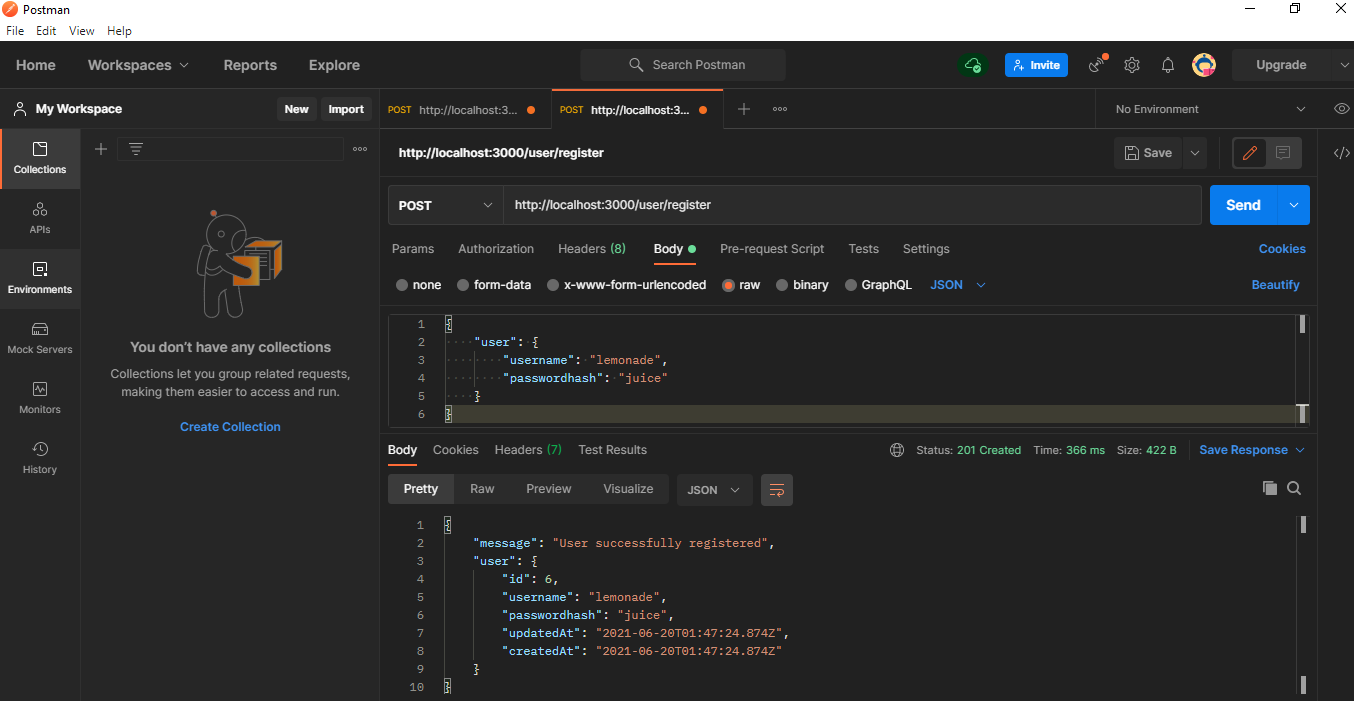 Postman
File Edit View Help
Home Workspaces Reports Explore Search Postman Invite Upgrade
My Workspace New Import
POST http://localhost:3... POST http://localhost:3... No Environment
Collections
APIs
Environments
Mock Servers
Monitors
History
You don't have any collections
Collections let you group related requests,
making them easier to access and run.
Create Collection
http://localhost:3000/user/register Save
POST http://localhost:3000/user/register Send
Params Authorization Headers (8) Body Pre-request Script Tests Settings Cookies
none form-data x-www-form-urlencoded raw binary GraphQL JSON Beautify
1 {
2 "user": {
3 "username": "lemonade",
4 "passwordhash": "juice"
5 }
6 }
Body Cookies Headers (7) Test Results Status: 201 Created Time: 366 ms Size: 422 B Save Response
Pretty Raw Preview Visualize JSON
1 {
2 "message": "User successfully registered",
3 "user": {
4 "id": 6,
5 "username": "lemonade",
6 "passwordhash": "juice",
7 "updatedAt": "2021-06-20T01:47:24.874Z",
8 "createdAt": "2021-06-20T01:47:24.874Z"
9 }
10 }